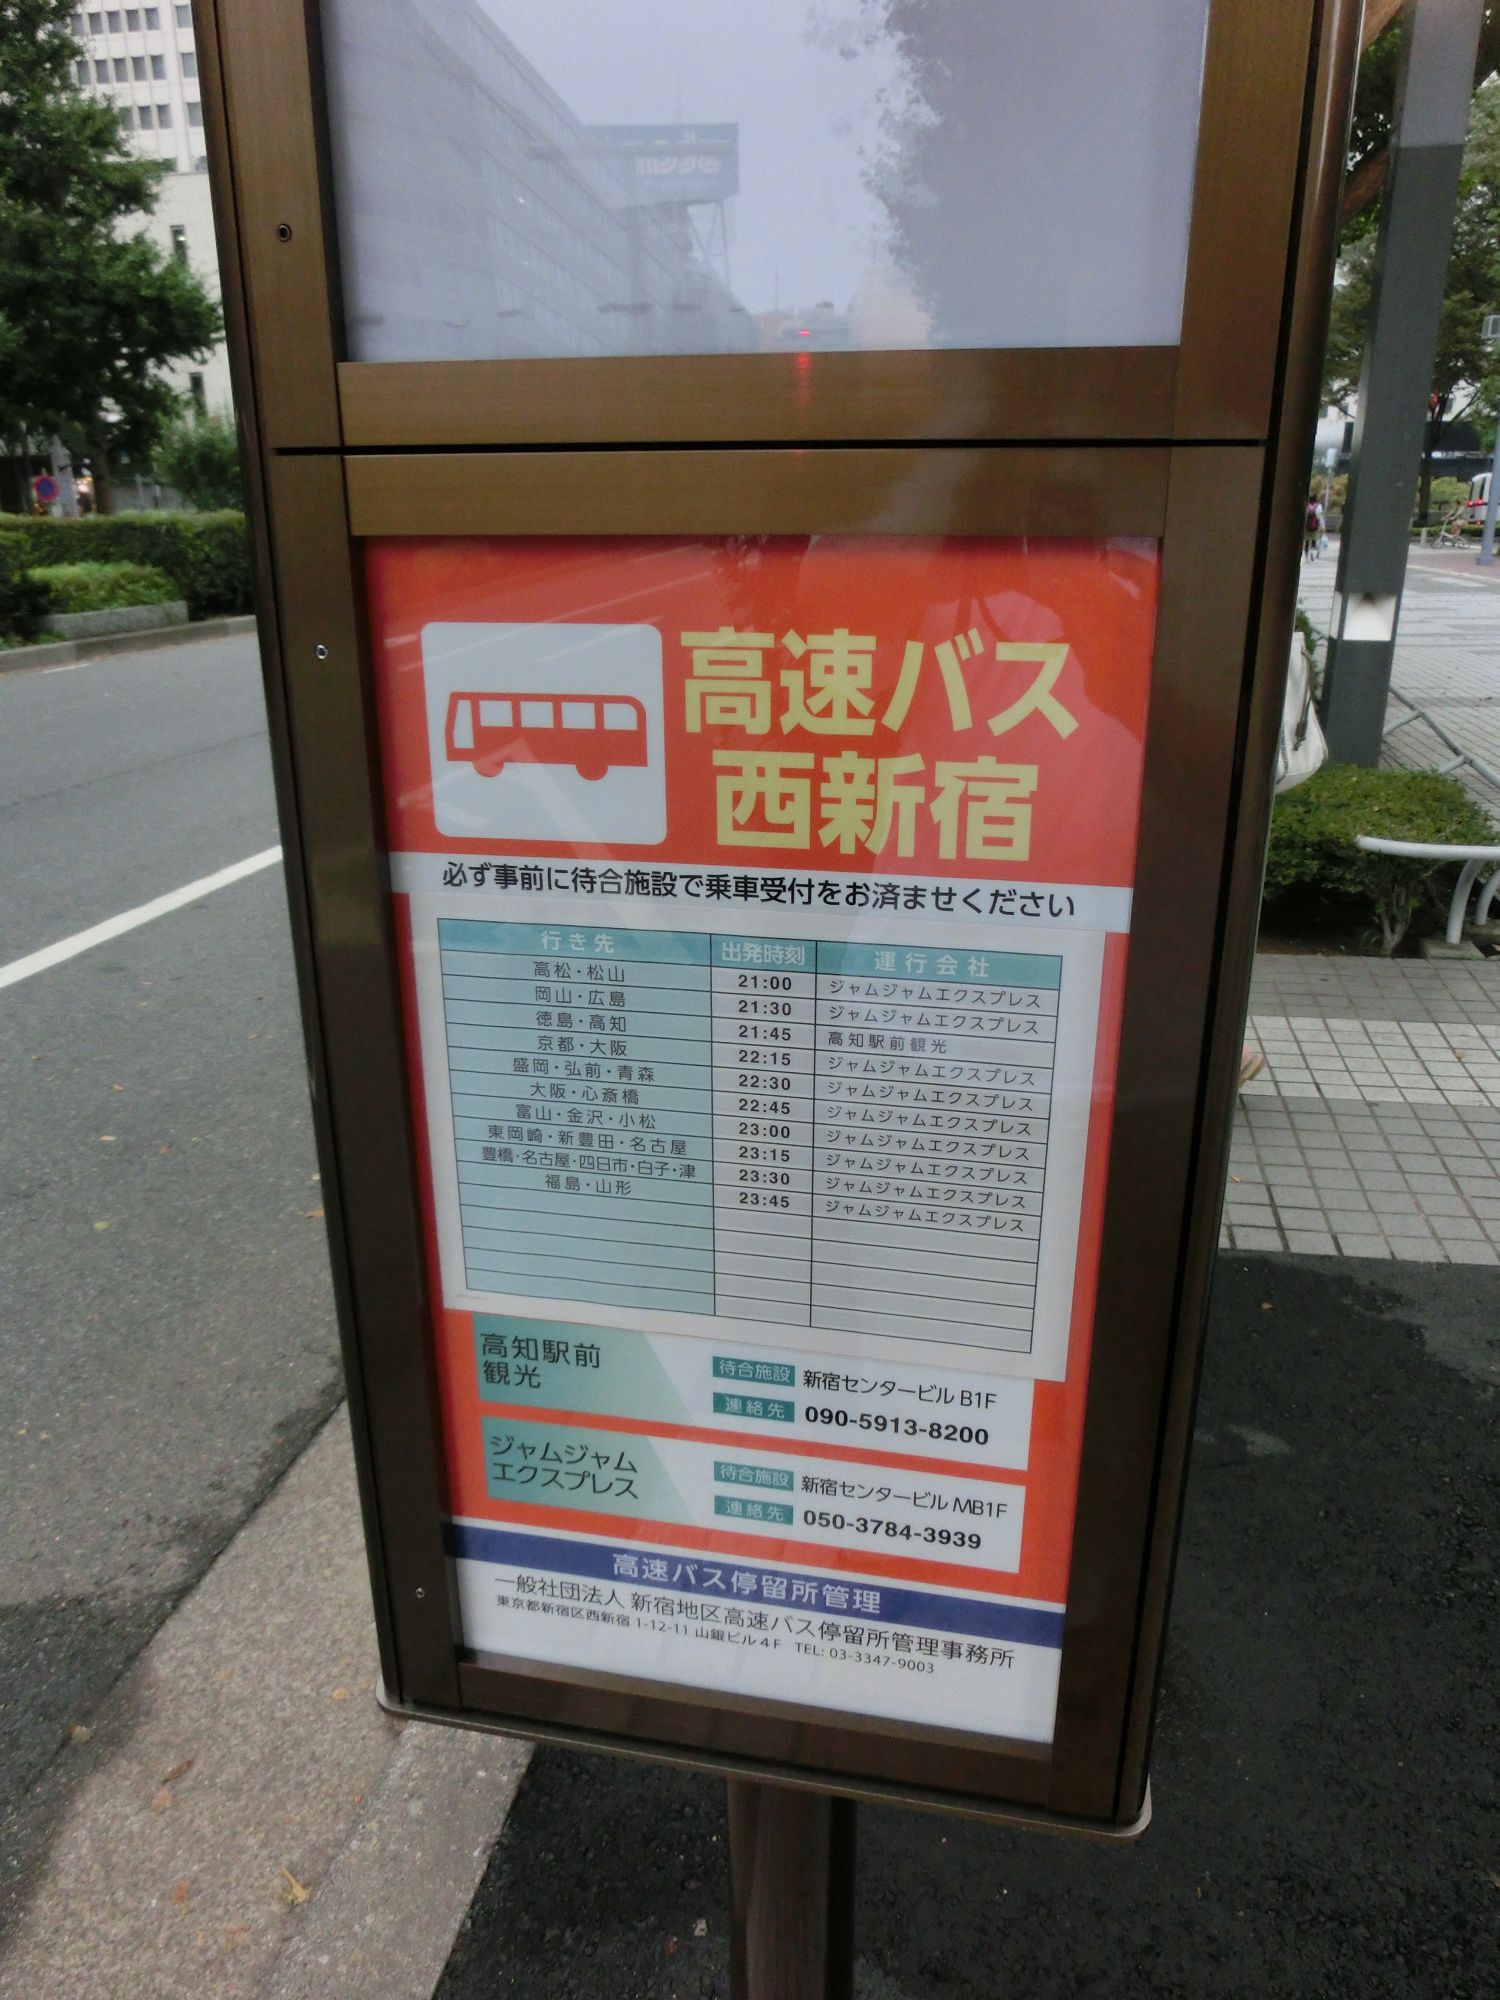 高速バス
西新宿
必ず事前に待合施設で乗車受付をお済ませください
行き先 出発時刻 運行会社
高松・松山 21:00 ジャムジャムエクスプレス
岡山・広島 21:30 ジャムジャムエクスプレス
徳島・高知 21:45 高知駅前観光
京都・大阪 22:15 ジャムジャムエクスプレス
盛岡・弘前・青森 22:30 ジャムジャムエクスプレス
大阪・心斎橋 22:45 ジャムジャムエクスプレス
富山・金沢・小松 23:00 ジャムジャムエクスプレス
東岡崎・新豊田・名古屋 23:15 ジャムジャムエクスプレス
豊橋・名古屋・四日市・白子・津 23:30 ジャムジャムエクスプレス
福島・山形 23:45 ジャムジャムエクスプレス
高知駅前
観光
待合施設 新宿センタービル B1F
連絡先 090-5913-8200
ジャムジャム
エクスプレス
待合施設 新宿センタービル MB1F
連絡先 050-3784-3939
高速バス停留所管理
一般社団法人 新宿地区高速バス停留所管理事務所
東京都新宿区西新宿 1-12-11 山銀ビル 4F TEL: 03-3347-9003